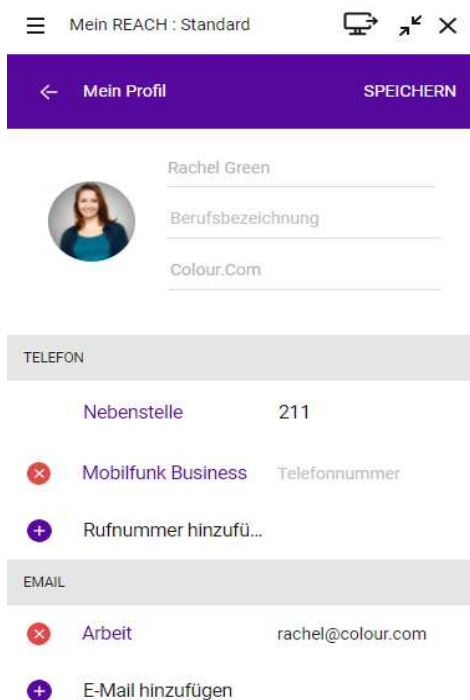 Mein REACH : Standard
Mein Profil SPEICHERN
Rachel Green
Berufsbezeichnung
Colour.Com
TELEFON
Nebenstelle 211
Mobilfunk Business Telefonnummer
Rufnummer hinzufü...
EMAIL
Arbeit rachel@colour.com
E-Mail hinzufügen